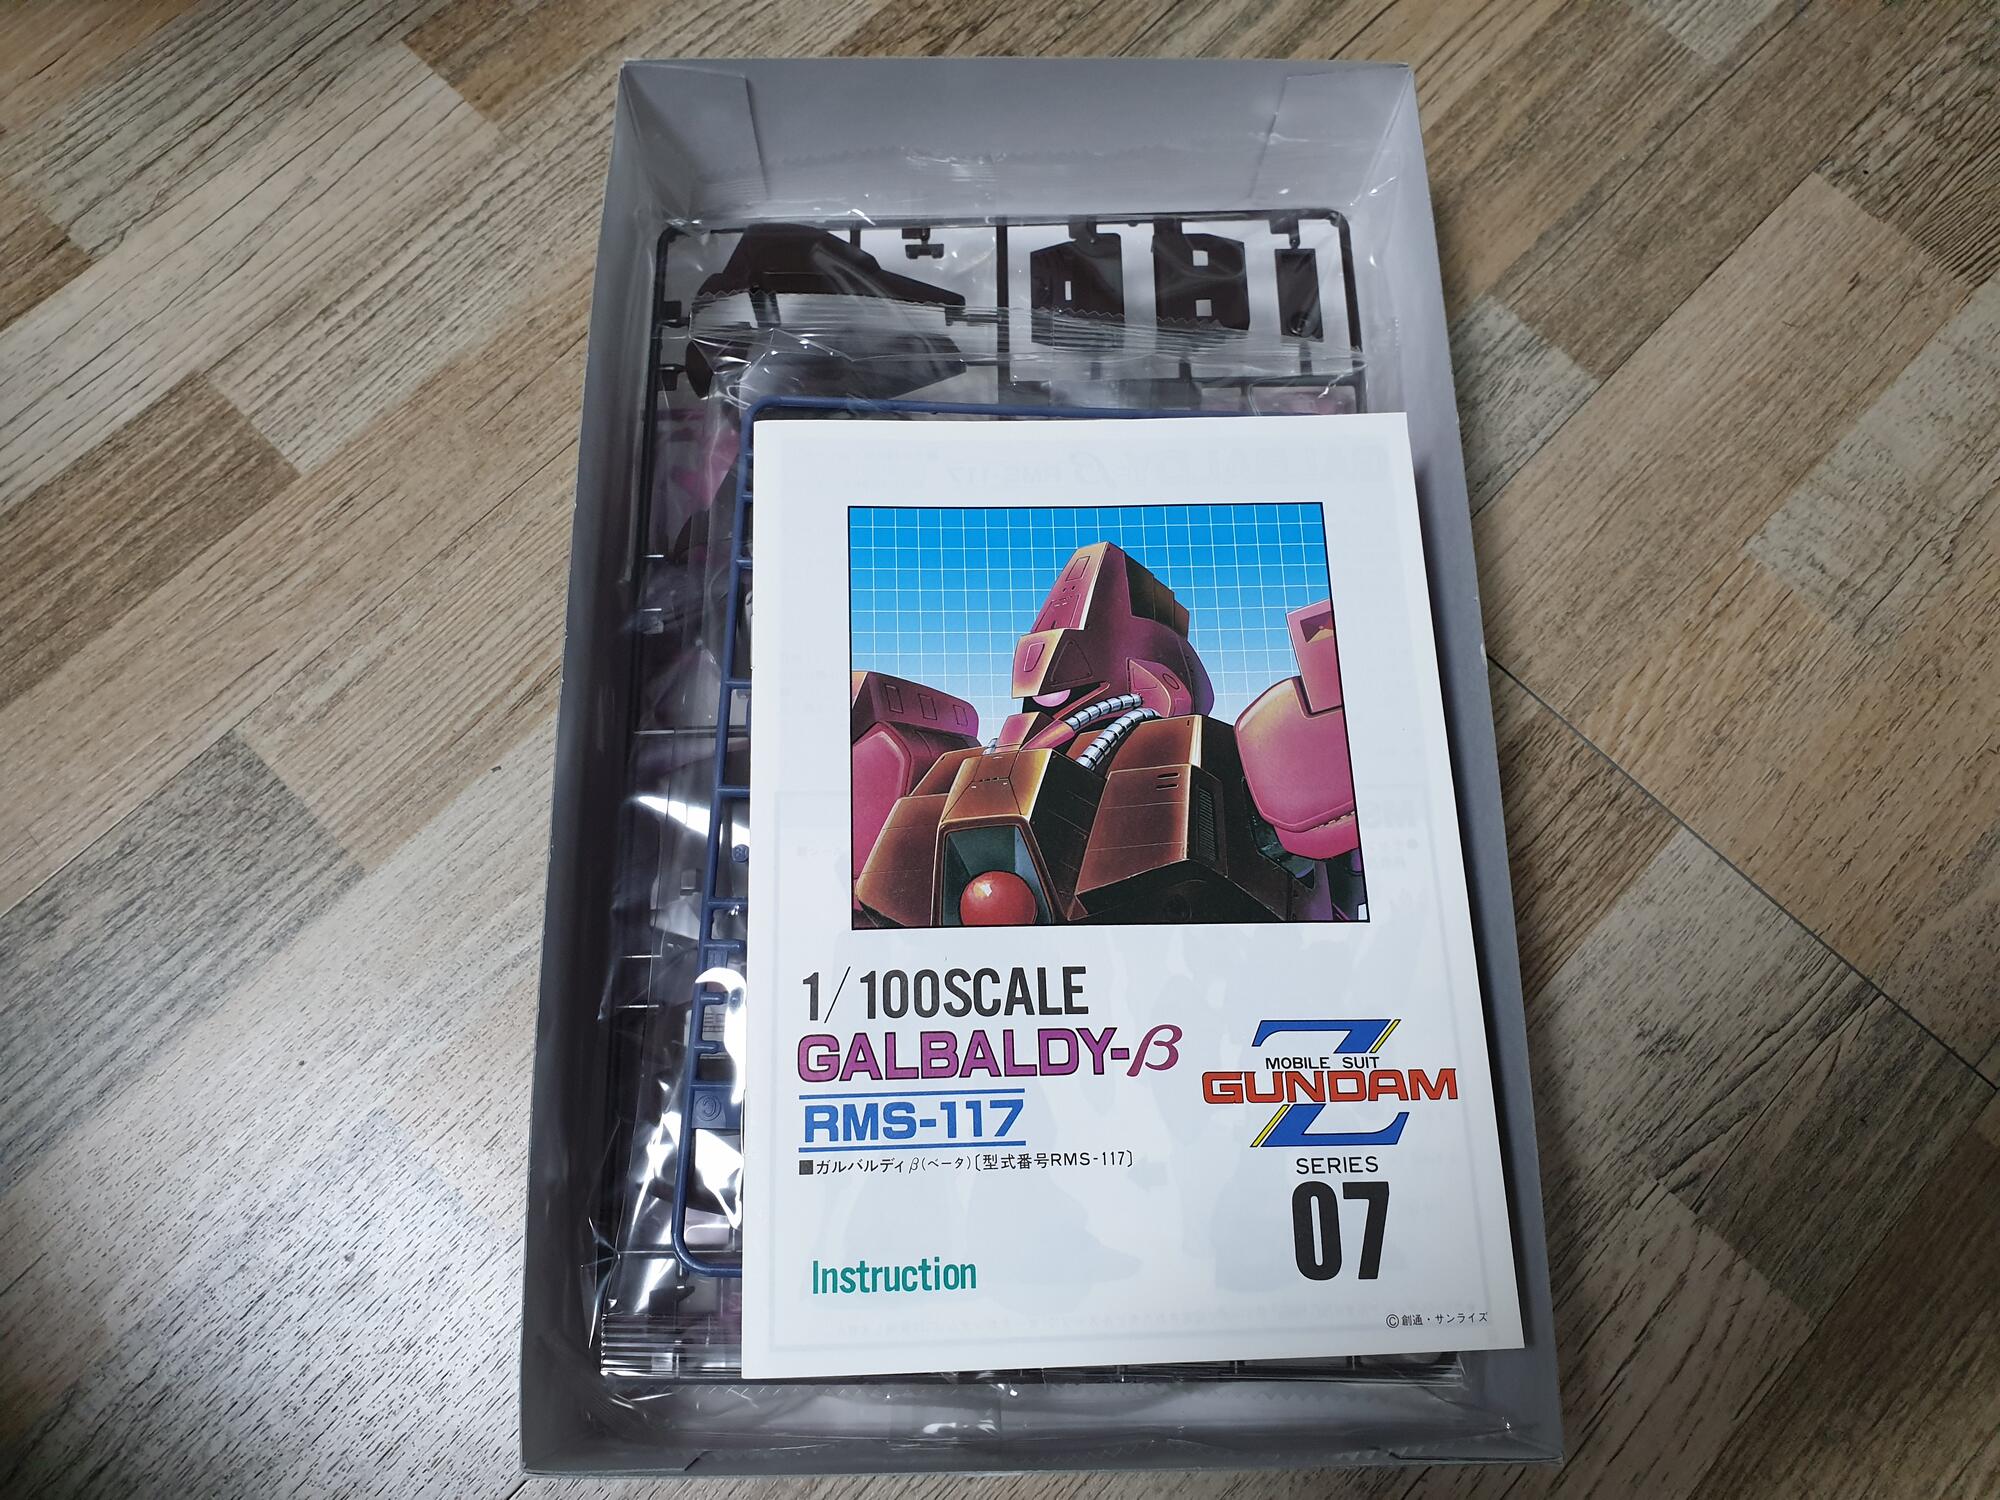 1/100SCALE
GALBALDY-β
RMS-117
■ガルバルディβ(ベータ)〔型式番号RMS-117〕
Instruction
MOBILE SUIT
Z
GUNDAM
SERIES
07
©創通・サンライズ